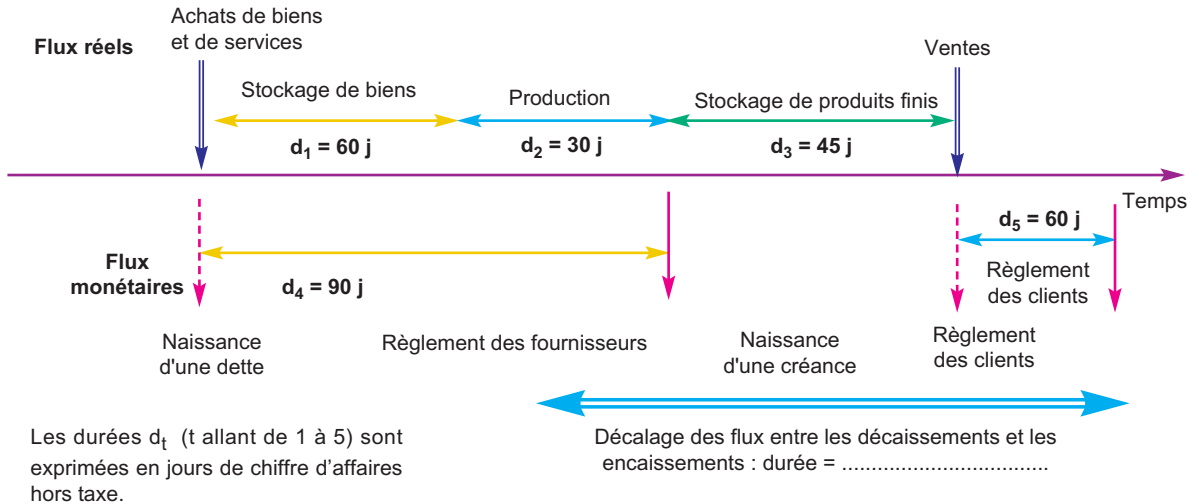 Achats de biens
et de services
Flux réels
Ventes
Stockage de biens
Production
Stockage de produits finis
d1 = 60 j
d2 = 30 j
d3 = 45 j
Temps
d5 = 60 j
Flux
monétaires
d4 = 90 j
Règlement
des clients
Naissance
d'une dette
Règlement des fournisseurs
Naissance
d'une créance
Règlement
des clients
Les durées dt (t allant de 1 à 5) sont
exprimées en jours de chiffre d’affaires
hors taxe.
Décalage des flux entre les décaissements et les
encaissements : durée = ...................................